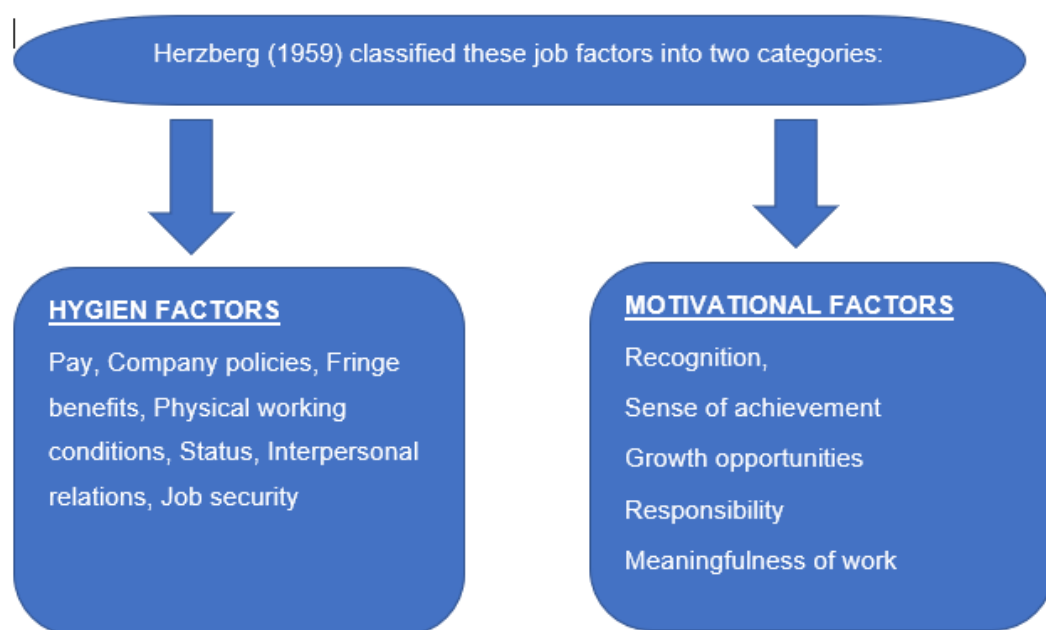 Herzberg (1959) classified these job factors into two categories:
HYGIEN FACTORS
Pay, Company policies, Fringe
benefits, Physical working
conditions, Status, Interpersonal
relations, Job security
MOTIVATIONAL FACTORS
Recognition,
Sense of achievement
Growth opportunities
Responsibility
Meaningfulness of work